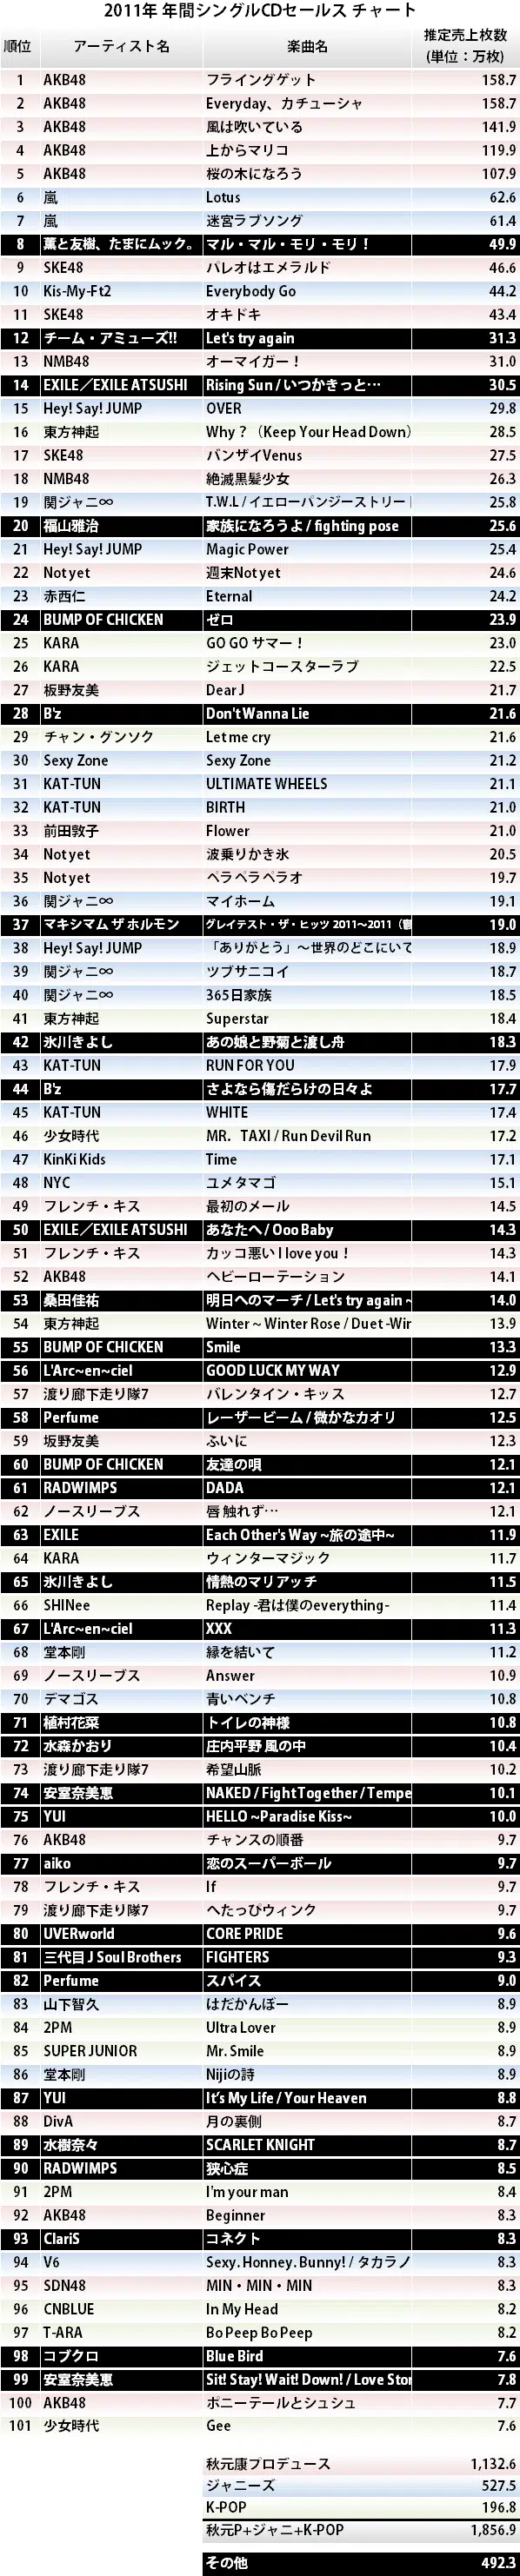 2011年 年間シングルCDセールス チャート
順位 アーティスト名 楽曲名 推定売上枚数
(単位：万枚)
1 AKB48 フライングゲット 158.7
2 AKB48 Everyday、カチューシャ 158.7
3 AKB48 風は吹いている 141.9
4 AKB48 上からマリコ 119.9
5 AKB48 桜の木になろう 107.9
6 嵐 Lotus 62.6
7 嵐 迷宮ラブソング 61.4
8 薫と友樹、たまにムック。 マル・マル・モリ・モリ！ 49.9
9 SKE48 パレオはエメラルド 46.6
10 Kis-My-Ft2 Everybody Go 44.2
11 SKE48 オキドキ 43.4
12 チーム・アミューズ!! Let's try again 31.3
13 NMB48 オーマイガー！ 31.0
14 EXILE／EXILE ATSUSHI Rising Sun / いつかきっと… 30.5
15 Hey! Say! JUMP OVER 29.8
16 東方神起 Why？（Keep Your Head Down） 28.5
17 SKE48 バンザイVenus 27.5
18 NMB48 絶滅黒髪少女 26.3
19 関ジャニ∞ T.W.L / イエローパンジーストリー 25.8
20 福山雅治 家族になろうよ / fighting pose 25.6
21 Hey! Say! JUMP Magic Power 25.4
22 Not yet 週末Not yet 24.6
23 赤西仁 Eternal 24.2
24 BUMP OF CHICKEN ゼロ 23.9
25 KARA GO GO サマー！ 23.0
26 KARA ジェットコースターラブ 22.5
27 板野友美 Dear J 21.7
28 B'z Don't Wanna Lie 21.6
29 チャン・グンソク Let me cry 21.6
30 Sexy Zone Sexy Zone 21.2
31 KAT-TUN ULTIMATE WHEELS 21.1
32 KAT-TUN BIRTH 21.0
33 前田敦子 Flower 21.0
34 Not yet 波乗りかき氷 20.5
35 Not yet ペラペラペラオ 19.7
36 関ジャニ∞ マイホーム 19.1
37 マキシマム ザ ホルモン グレイテスト・ザ・ヒッツ 2011～2011（ 19.0
38 Hey! Say! JUMP 「ありがとう」～世界のどこにいて 18.9
39 関ジャニ∞ ツブサニコイ 18.7
40 関ジャニ∞ 365日家族 18.5
41 東方神起 Superstar 18.4
42 氷川きよし あの娘と野菊と渡し舟 18.3
43 KAT-TUN RUN FOR YOU 17.9
44 B'z さよなら傷だらけの日々よ 17.7
45 KAT-TUN WHITE 17.4
46 少女時代 MR. TAXI / Run Devil Run 17.2
47 KinKi Kids Time 17.1
48 NYC ユメタマゴ 15.1
49 フレンチ・キス 最初のメール 14.5
50 EXILE／EXILE ATSUSHI あなたへ / Ooo Baby 14.3
51 フレンチ・キス カッコ悪い I love you！ 14.3
52 AKB48 ヘビーローテーション 14.1
53 桑田佳祐 明日へのマーチ / Let's try again ~ 14.0
54 東方神起 Winter ~ Winter Rose / Duet -Wir 13.9
55 BUMP OF CHICKEN Smile 13.3
56 L'Arc~en~ciel GOOD LUCK MY WAY 12.9
57 渡り廊下走り隊7 バレンタイン・キッス 12.7
58 Perfume レーザービーム / 微かなカオリ 12.5
59 坂野友美 ふいに 12.3
60 BUMP OF CHICKEN 友達の唄 12.1
61 RADWIMPS DADA 12.1
62 ノースリーブス 唇 触れず… 12.1
63 EXILE Each Other's Way ~旅の途中~ 11.9
64 KARA ウィンターマジック 11.7
65 氷川きよし 情熱のマリアッチ 11.5
66 SHINee Replay -君は僕のeverything- 11.4
67 L'Arc~en~ciel XXX 11.3
68 堂本剛 縁を結いて 11.2
69 ノースリーブス Answer 10.9
70 デマゴス 青いベンチ 10.8
71 植村花菜 トイレの神様 10.8
72 水森かおり 庄内平野 風の中 10.4
73 渡り廊下走り隊7 希望山脈 10.2
74 安室奈美恵 NAKED / Fight Together / Tempe 10.1
75 YUI HELLO ~Paradise Kiss~ 10.0
76 AKB48 チャンスの順番 9.7
77 aiko 恋のスーパーボール 9.7
78 フレンチ・キス If 9.7
79 渡り廊下走り隊7 へたっぴウィンク 9.7
80 UVERworld CORE PRIDE 9.6
81 三代目 J Soul Brothers FIGHTERS 9.3
82 Perfume スパイス 9.0
83 山下智久 はだかんぼー 8.9
84 2PM Ultra Lover 8.9
85 SUPER JUNIOR Mr. Smile 8.9
86 堂本剛 Nijiの詩 8.9
87 YUI It's My Life / Your Heaven 8.8
88 DivA 月の裏側 8.7
89 水樹奈々 SCARLET KNIGHT 8.7
90 RADWIMPS 狭心症 8.5
91 2PM I'm your man 8.4
92 AKB48 Beginner 8.3
93 ClariS コネクト 8.3
94 V6 Sexy. Honney. Bunny! / タカラノ 8.3
95 SDN48 MIN・MIN・MIN 8.3
96 CNBLUE In My Head 8.2
97 T-ARA Bo Peep Bo Peep 8.2
98 コブクロ Blue Bird 7.6
99 安室奈美恵 Sit! Stay! Wait! Down! / Love Stor 7.8
100 AKB48 ポニーテールとシュシュ 7.7
101 少女時代 Gee 7.6
秋元康プロデュース 1,132.6
ジャニーズ 527.5
K-POP 196.8
秋元P+ジャニ+K-POP 1,856.9
その他 492.3